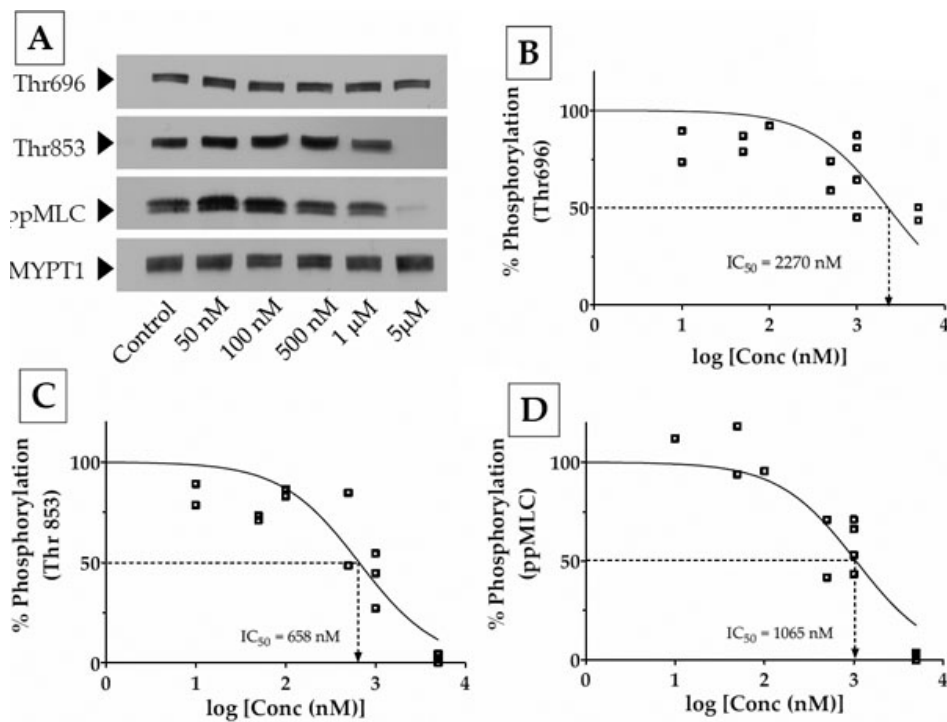 A
Thr696
Thr853
ppMLC
MYPT1
Control
50 nM
100 nM
500 nM
1 µM
5µM
B
% Phosphorylation
(Thr696)
100
50
0
IC50 = 2270 nM
0 1 2 3 4
log [Conc (nM)]
C
% Phosphorylation
(Thr 853)
100
50
0
IC50 = 658 nM
0 1 2 3 4
log [Conc (nM)]
D
% Phosphorylation
(ppMLC)
100
50
0
IC50 = 1065 nM
0 1 2 3 4
log [Conc (nM)]